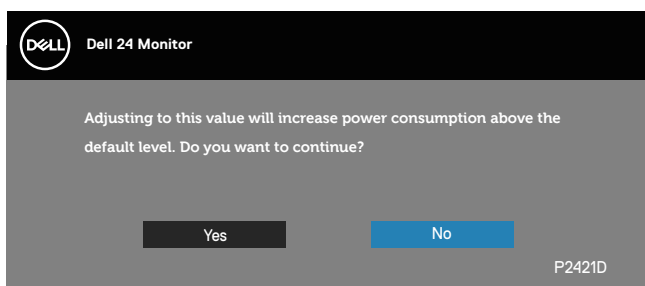 DELL
Dell 24 Monitor
Adjusting to this value will increase power consumption above the
default level. Do you want to continue?
Yes No
P2421D